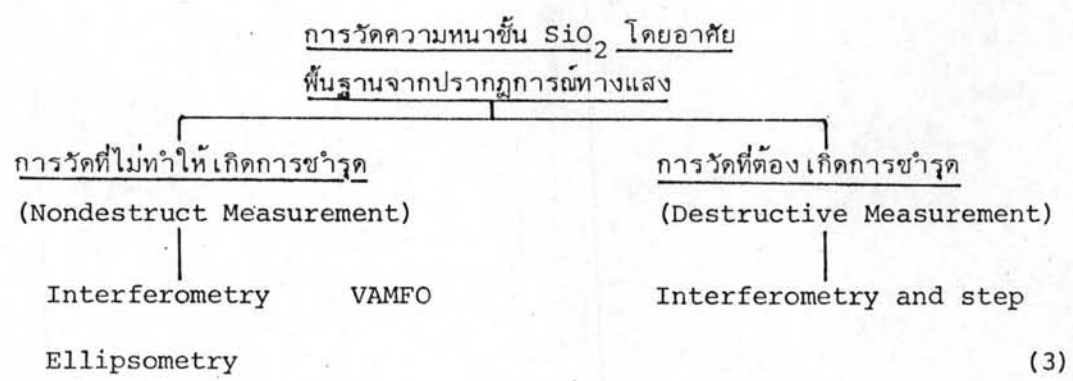 การวัดความหนาชั้น SiO2 โดยอาศัย
พื้นฐานจากปรากฏการณ์ทางแสง
การวัดที่ไม่ทำให้เกิดการชำรุด
การวัดที่ต้องเกิดการชำรุด
(Nondestruct Measurement)
(Destructive Measurement)
Interferometry VAMFO
Interferometry and step
Ellipsometry
(3)